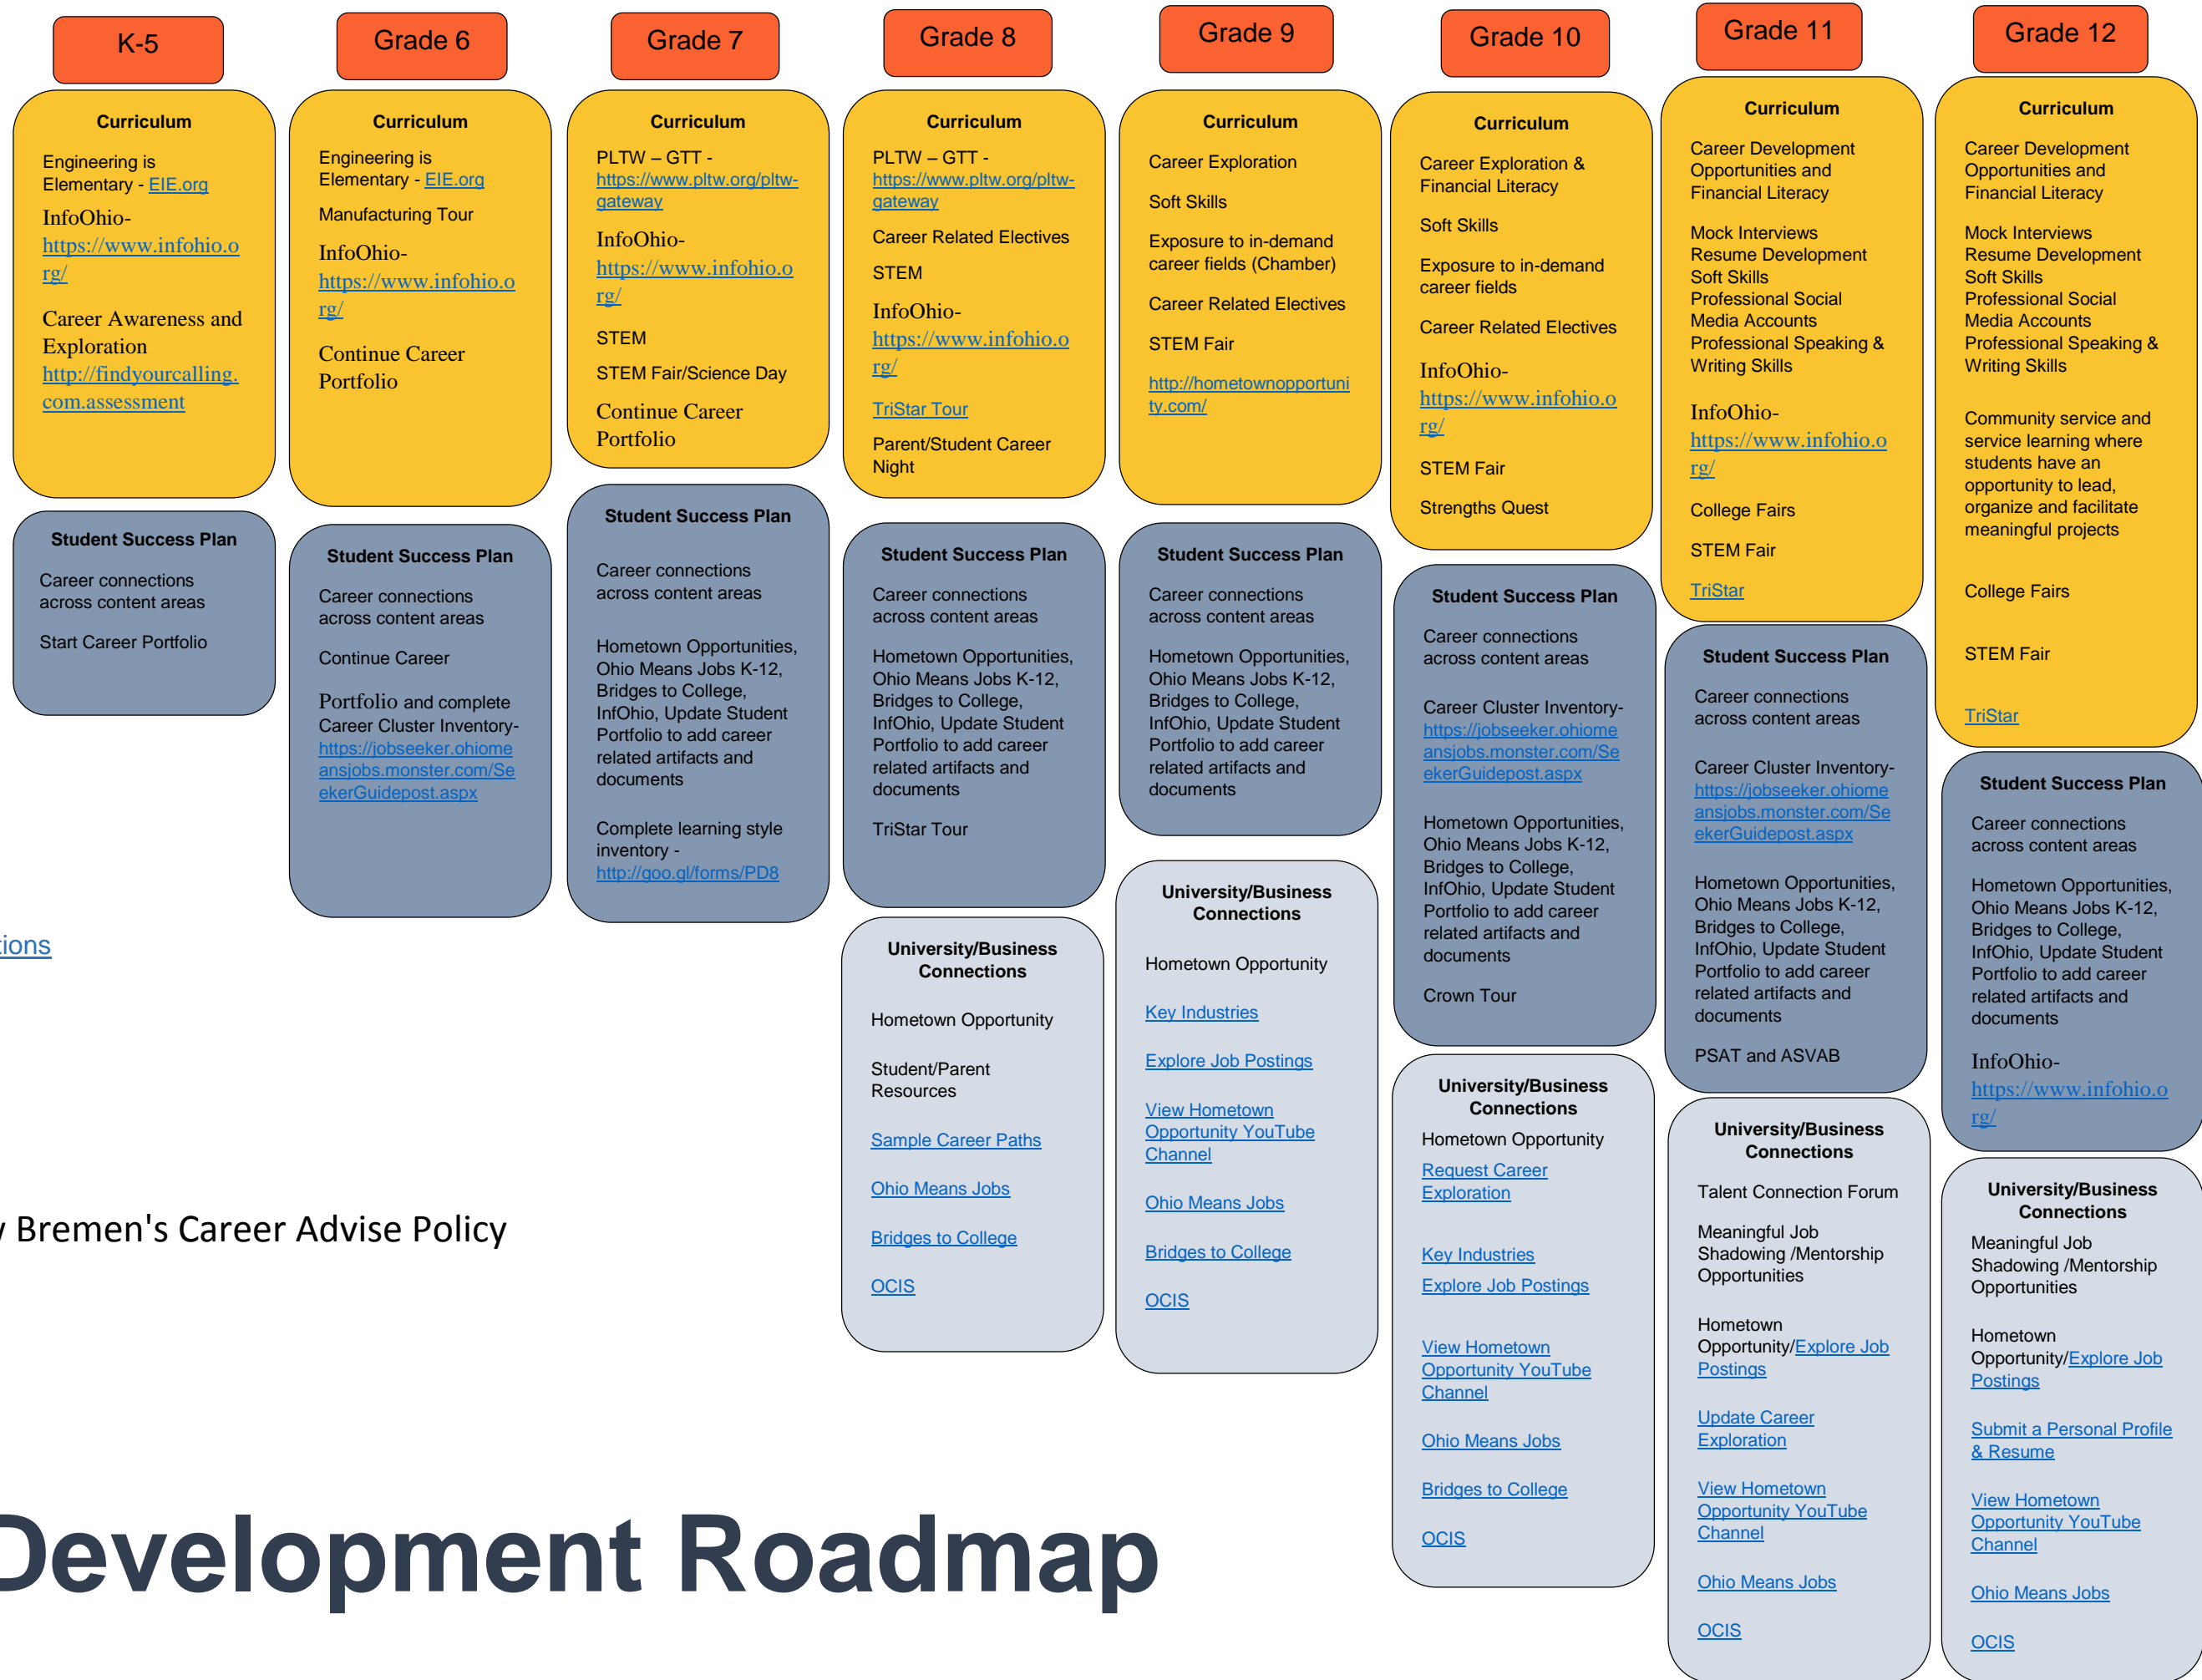 K-5
Curriculum
Engineering is
Elementary - EIE.org
InfoOhio-
https://www.infohio.o
rg/
Career Awareness and
Exploration
http://findyourcalling.
com.assessment
Student Success Plan
Career connections
across content areas
Start Career Portfolio
Grade 6
Curriculum
Engineering is
Elementary - EIE.org
Manufacturing Tour
InfoOhio-
https://www.infohio.o
rg/
Continue Career
Portfolio
Student Success Plan
Career connections
across content areas
Continue Career
Portfolio and complete
Career Cluster Inventory-
https://jobseeker.ohiome
ansjobs.monster.com/Se
ekerGuidepost.aspx
Grade 7
Curriculum
PLTW – GTT -
https://www.pltw.org/pltw-
gateway
InfoOhio-
https://www.infohio.o
rg/
STEM
STEM Fair/Science Day
Continue Career
Portfolio
Student Success Plan
Career connections
across content areas
Hometown Opportunities,
Ohio Means Jobs K-12,
Bridges to College,
InfOhio, Update Student
Portfolio to add career
related artifacts and
documents
Complete learning style
inventory -
http://goo.gl/forms/PD8
Grade 8
Curriculum
PLTW – GTT -
https://www.pltw.org/pltw-
gateway
Career Related Electives
STEM
InfoOhio-
https://www.infohio.o
rg/
TriStar Tour
Parent/Student Career
Night
Student Success Plan
Career connections
across content areas
Hometown Opportunities,
Ohio Means Jobs K-12,
Bridges to College,
InfOhio, Update Student
Portfolio to add career
related artifacts and
documents
TriStar Tour
University/Business
Connections
Hometown Opportunity
Student/Parent
Resources
Sample Career Paths
Ohio Means Jobs
Bridges to College
OCIS
Grade 9
Curriculum
Career Exploration
Soft Skills
Exposure to in-demand
career fields (Chamber)
Career Related Electives
STEM Fair
http://hometownopportuni
ty.com/
Student Success Plan
Career connections
across content areas
Hometown Opportunities,
Ohio Means Jobs K-12,
Bridges to College,
InfOhio, Update Student
Portfolio to add career
related artifacts and
documents
University/Business
Connections
Hometown Opportunity
Key Industries
Explore Job Postings
View Hometown
Opportunity YouTube
Channel
Ohio Means Jobs
Bridges to College
OCIS
Grade 10
Curriculum
Career Exploration &
Financial Literacy
Soft Skills
Exposure to in-demand
career fields
Career Related Electives
InfoOhio-
https://www.infohio.o
rg/
STEM Fair
Strengths Quest
Student Success Plan
Career connections
across content areas
Career Cluster Inventory-
https://jobseeker.ohiome
ansjobs.monster.com/Se
ekerGuidepost.aspx
Hometown Opportunities,
Ohio Means Jobs K-12,
Bridges to College,
InfOhio, Update Student
Portfolio to add career
related artifacts and
documents
Crown Tour
University/Business
Connections
Hometown Opportunity
Request Career
Exploration
Key Industries
Explore Job Postings
View Hometown
Opportunity YouTube
Channel
Ohio Means Jobs
Bridges to College
OCIS
Grade 11
Curriculum
Career Development
Opportunities and
Financial Literacy
Mock Interviews
Resume Development
Soft Skills
Professional Social
Media Accounts
Professional Speaking &
Writing Skills
InfoOhio-
https://www.infohio.o
rg/
College Fairs
STEM Fair
TriStar
Student Success Plan
Career connections
across content areas
Career Cluster Inventory-
https://jobseeker.ohiome
ansjobs.monster.com/Se
ekerGuidepost.aspx
Hometown Opportunities,
Ohio Means Jobs K-12,
Bridges to College,
InfOhio, Update Student
Portfolio to add career
related artifacts and
documents
PSAT and ASVAB
University/Business
Connections
Talent Connection Forum
Meaningful Job
Shadowing /Mentorship
Opportunities
Hometown
Opportunity/Explore Job
Postings
Update Career
Exploration
View Hometown
Opportunity YouTube
Channel
Ohio Means Jobs
OCIS
Grade 12
Curriculum
Career Development
Opportunities and
Financial Literacy
Mock Interviews
Resume Development
Soft Skills
Professional Social
Media Accounts
Professional Speaking &
Writing Skills
Community service and
service learning where
students have an
opportunity to lead,
organize and facilitate
meaningful projects
College Fairs
STEM Fair
TriStar
Student Success Plan
Career connections
across content areas
Hometown Opportunities,
Ohio Means Jobs K-12,
Bridges to College,
InfOhio, Update Student
Portfolio to add career
related artifacts and
documents
InfoOhio-
https://www.infohio.o
rg/
University/Business
Connections
Meaningful Job
Shadowing /Mentorship
Opportunities
Hometown
Opportunity/Explore Job
Postings
Submit a Personal Profile
& Resume
View Hometown
Opportunity YouTube
Channel
Ohio Means Jobs
OCIS
tions
Bremen's Career Advise Policy
Development Roadmap